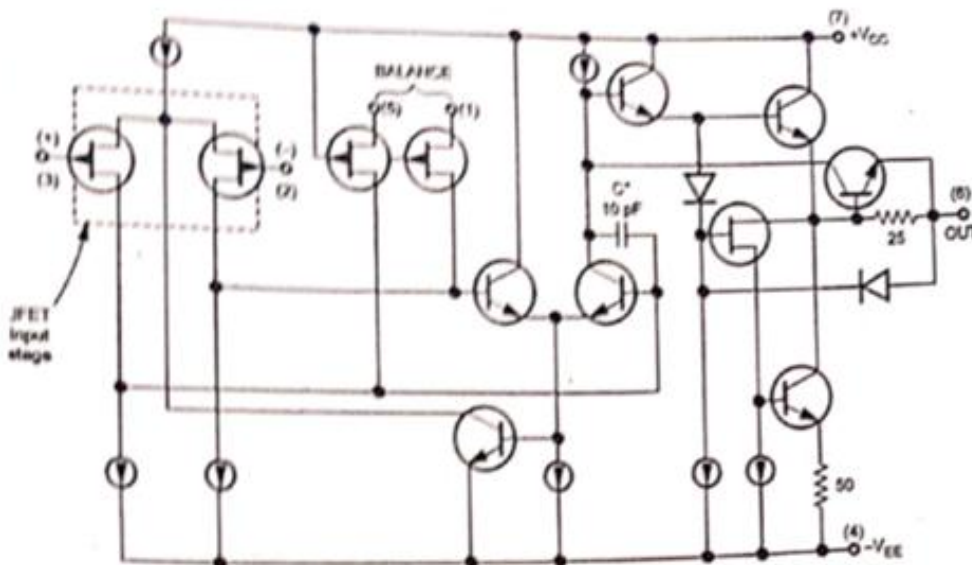 (7)
+VCC
BALANCE
(5)
(1)
(+)
(3)
(-)
(2)
C*
10 pF
(6)
OUT
25
JFET
Input
stage
50
(4)
-VEE